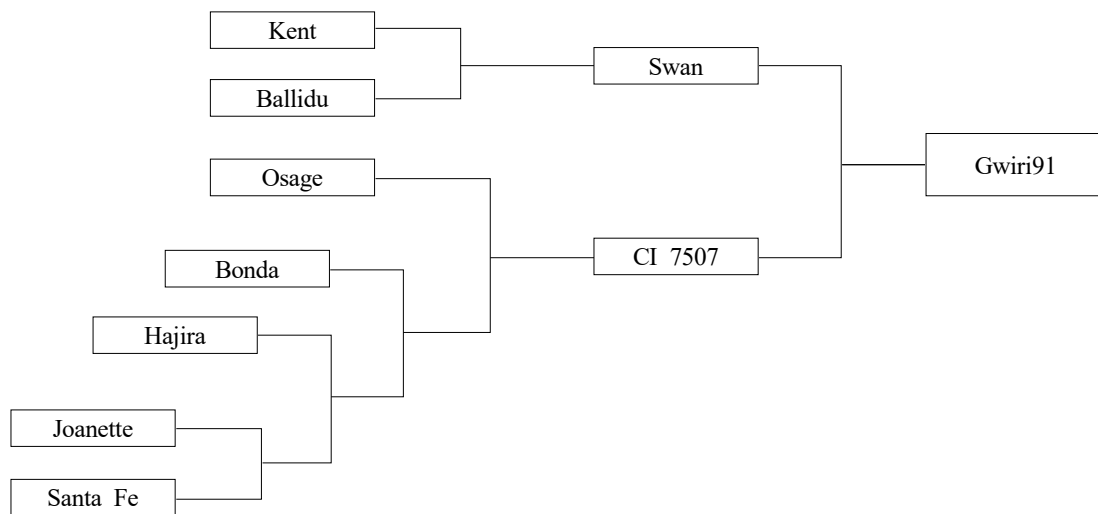 Kent
Swan
Ballidu
Gwiri91
Osage
CI 7507
Bonda
Hajira
Joanette
Santa Fe